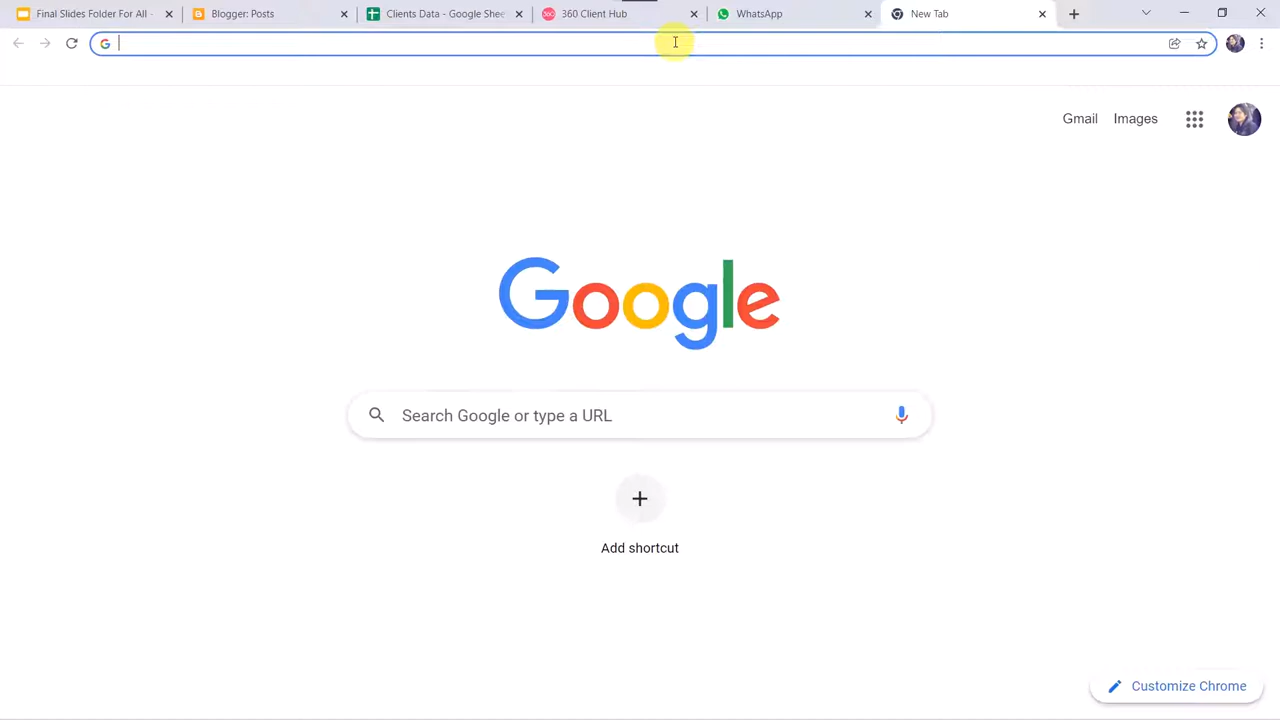 Final Slides Folder For All -
Blogger: Posts
Clients Data - Google Shee
360 Client Hub
WhatsApp
New Tab
Gmail
Images
Google
Search Google or type a URL
Add shortcut
Customize Chrome